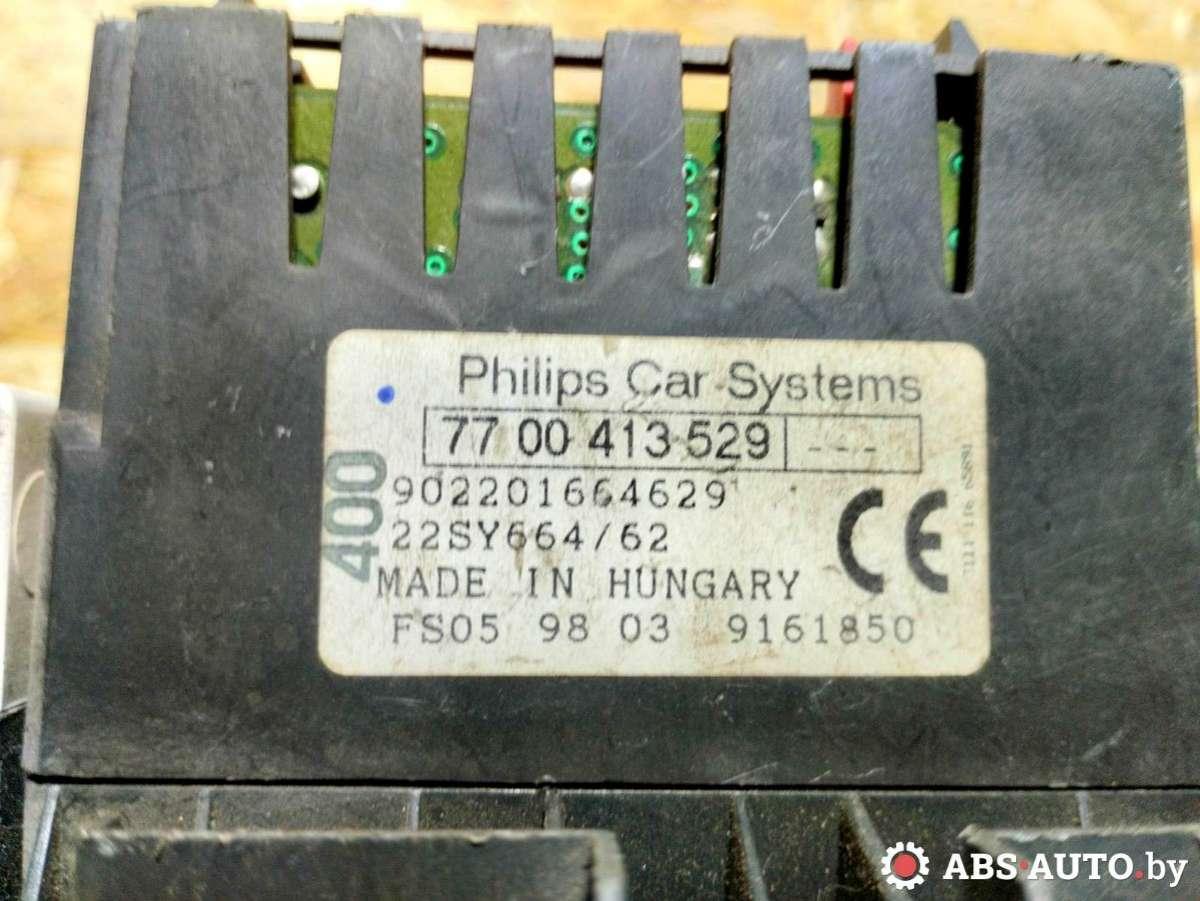 Philips Car Systems
77 00 413 529 ---
902201664629
22SY664/62
MADE IN HUNGARY
FS05 98 03 9161850
400
CE
ABS·AUTO.by